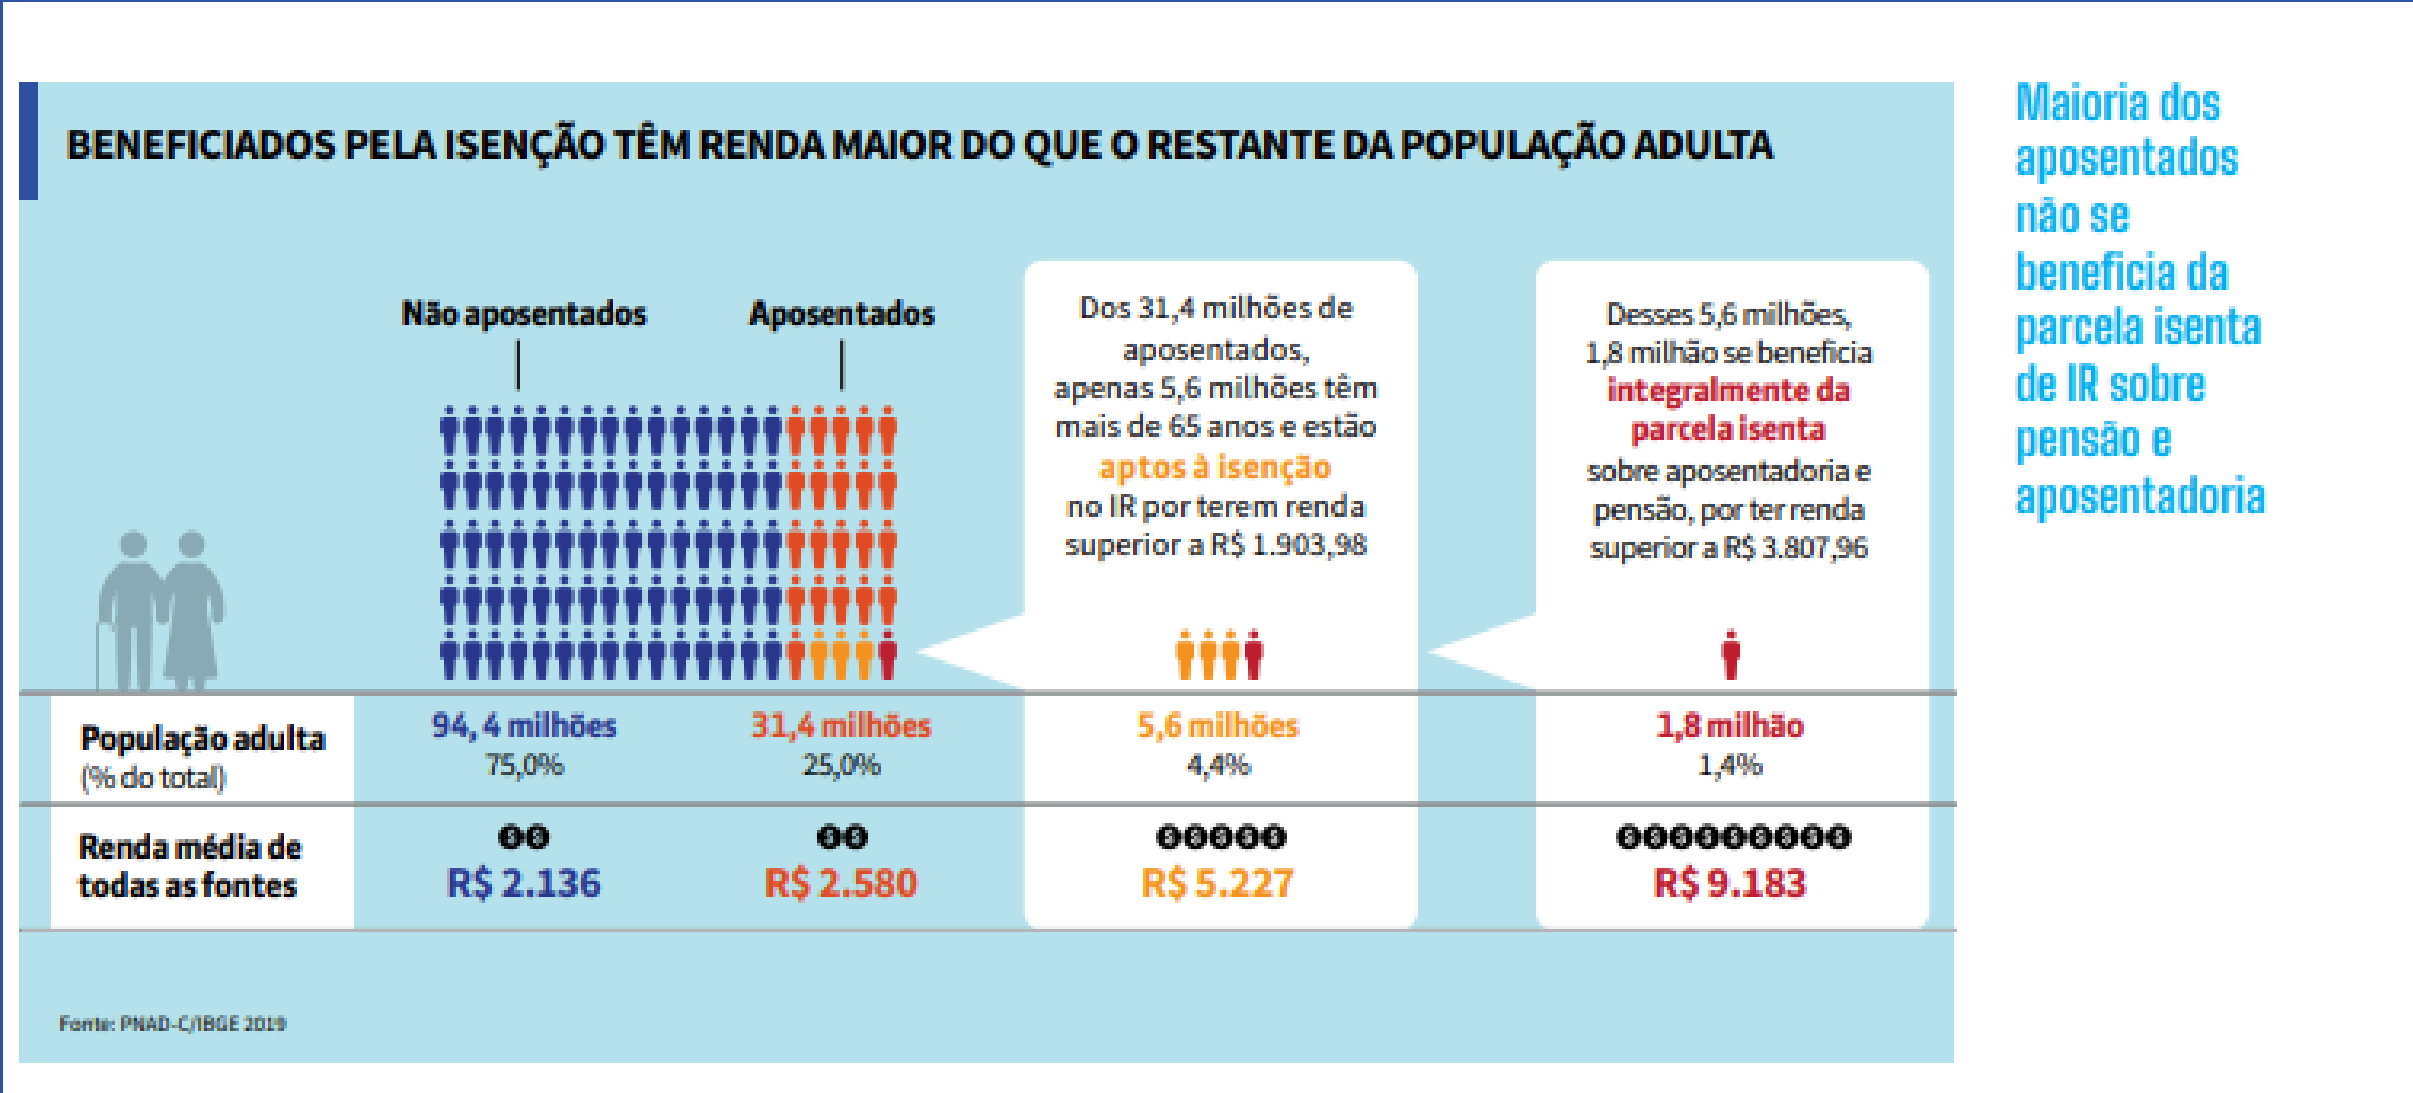 BENEFICIADOS PELA ISENÇÃO TÊM RENDA MAIOR DO QUE O RESTANTE DA POPULAÇÃO ADULTA
Maioria dos
aposentados
não se
beneficia da
parcela isenta
de IR sobre
pensão e
aposentadoria
Não aposentados
Aposentados
Dos 31,4 milhões de
aposentados,
apenas 5,6 milhões têm
mais de 65 anos e estão
aptos à isenção
no IR por terem renda
superior a R$ 1.903,98
Desses 5,6 milhões,
1,8 milhão se beneficia
integralmente da
parcela isenta
sobre aposentadoria e
pensão, por ter renda
superior a R$ 3.807,96
População adulta
(% do total)
94, 4 milhões
75,0%
31,4 milhões
25,0%
5,6 milhões
4,4%
1,8 milhão
1,4%
Renda média de
todas as fontes
R$ 2.136
R$ 2.580
R$ 5.227
R$ 9.183
Fonte: PNAD-C/IBGE 2019